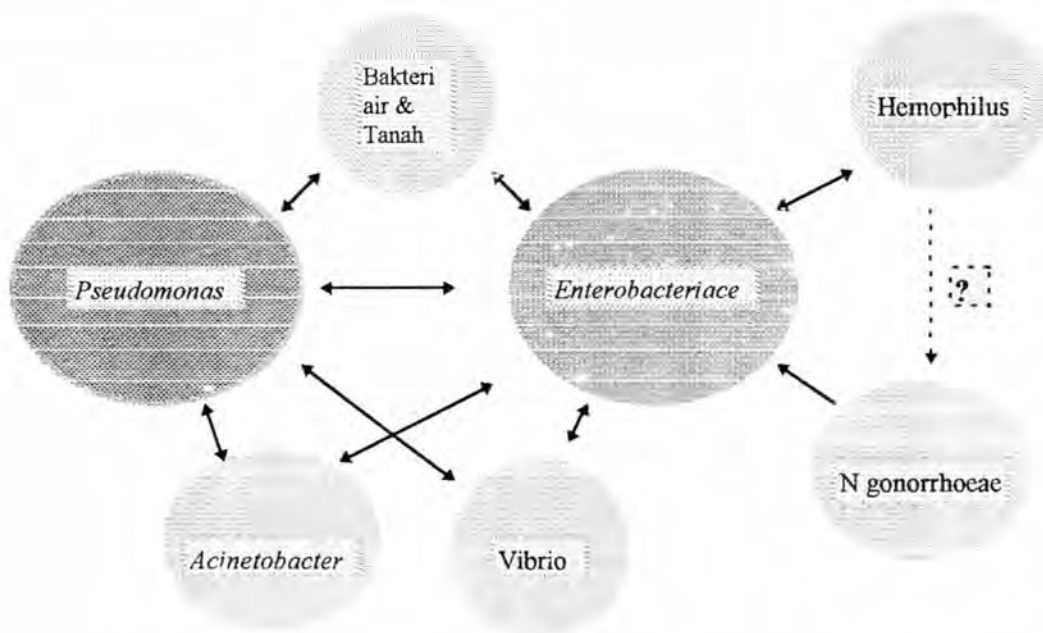 Bakteri
air &
Tanah
Hemophilus
Pseudomonas
Enterobacteriace
?
N gonorrhoeae
Acinetobacter
Vibrio